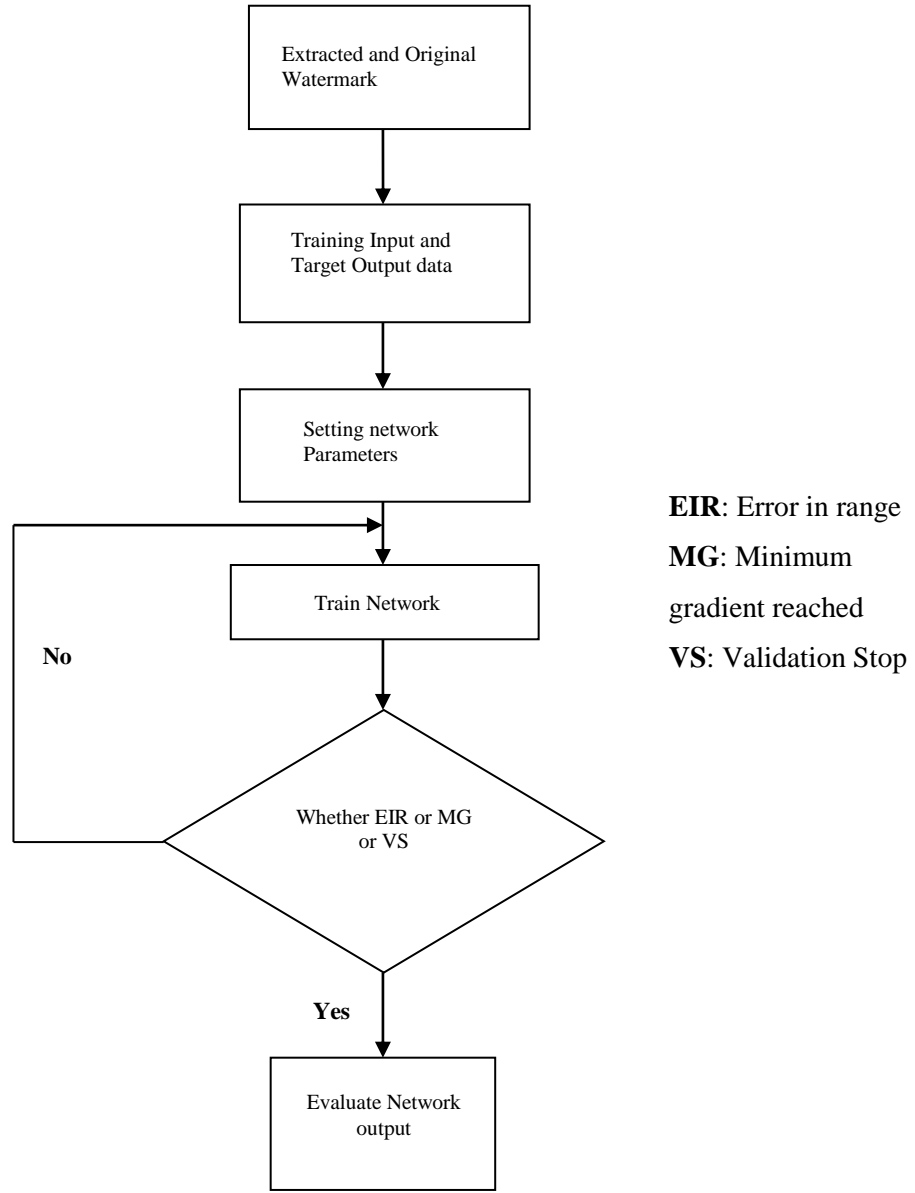 Extracted and Original
Watermark
Training Input and
Target Output data
Setting network
Parameters
EIR: Error in range
MG: Minimum
gradient reached
VS: Validation Stop
Train Network
No
Whether EIR or MG
or VS
Yes
Evaluate Network
output